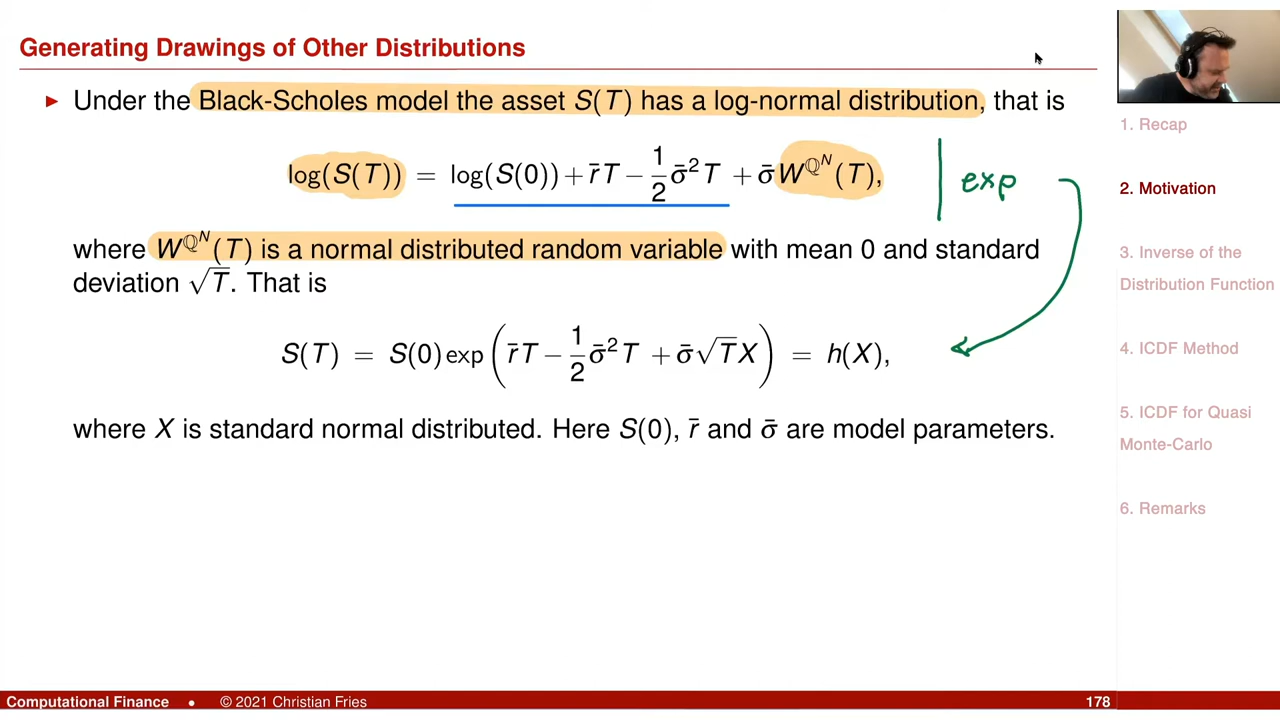 Generating Drawings of Other Distributions
► Under the Black-Scholes model the asset S(T) has a log-normal distribution, that is
log(S(T)) = log(S(0)) + r̄T − 1/2 σ̄²T + σ̄W^{ℚ^N}(T),
exp
where W^{ℚ^N}(T) is a normal distributed random variable with mean 0 and standard
deviation √T. That is
S(T) = S(0) exp(r̄T − 1/2 σ̄²T + σ̄√T X) = h(X),
where X is standard normal distributed. Here S(0), r̄ and σ̄ are model parameters.
1. Recap
2. Motivation
3. Inverse of the
Distribution Function
4. ICDF Method
5. ICDF for Quasi
Monte-Carlo
6. Remarks
Computational Finance • © 2021 Christian Fries 178